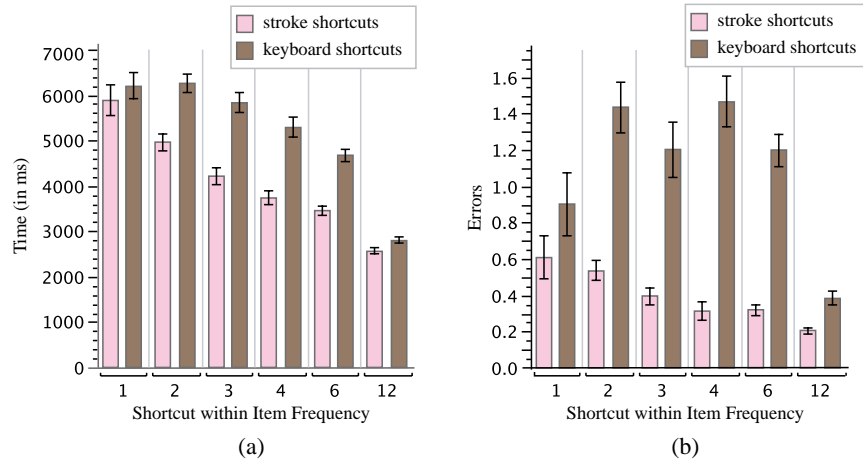 stroke shortcuts
keyboard shortcuts
7000
6000
5000
4000
3000
2000
1000
0
Time (in ms)
1 2 3 4 6 12
Shortcut within Item Frequency
(a)
stroke shortcuts
keyboard shortcuts
1.6
1.4
1.2
1.0
0.8
0.6
0.4
0.2
0.0
Errors
1 2 3 4 6 12
Shortcut within Item Frequency
(b)